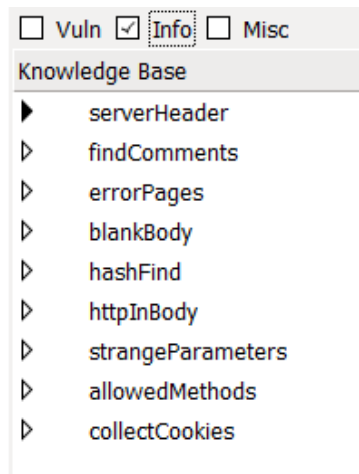 Vuln Info Misc
Knowledge Base
serverHeader
findComments
errorPages
blankBody
hashFind
httpInBody
strangeParameters
allowedMethods
collectCookies